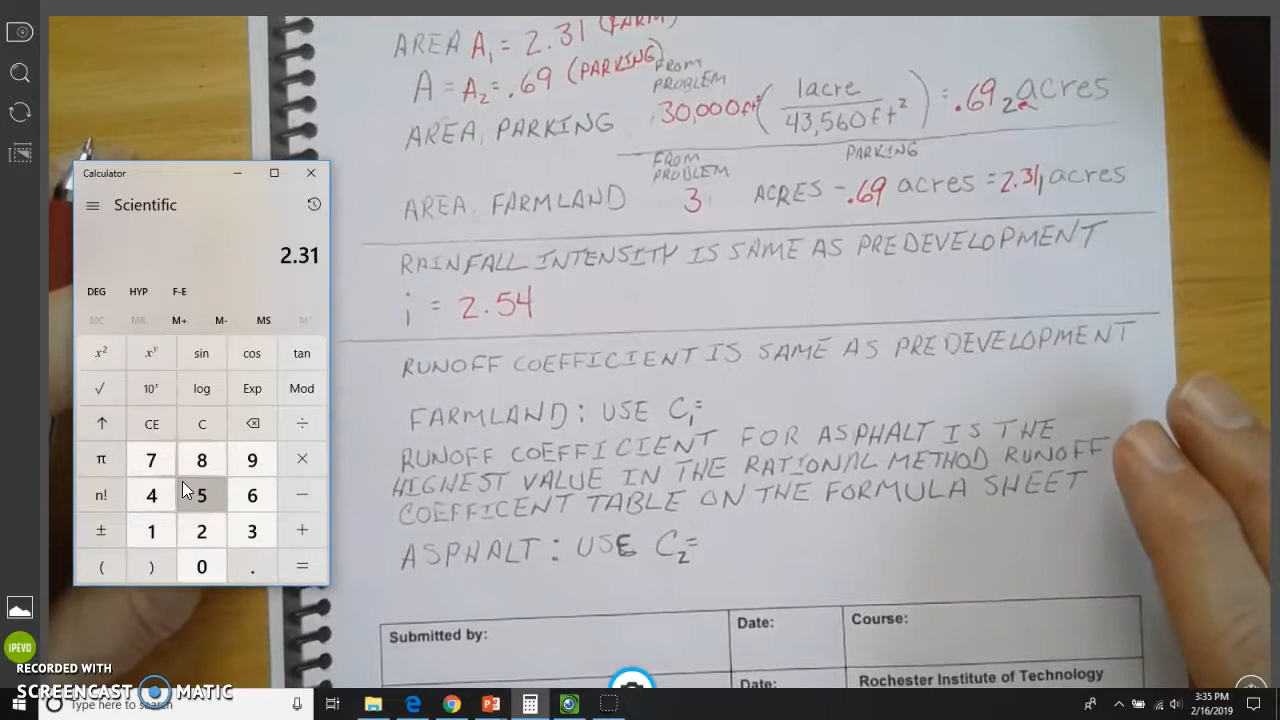 AREA A₁ = 2.31 (FARM)
A = A₂ = .69 (PARKING)
FROM
PROBLEM
AREA, PARKING 30,000ft² ( 1acre / 43,560ft² ) = .69₂ acres
FROM
PROBLEM
PARKING
AREA, FARMLAND 3 ACRES - .69 acres = 2.31, acres
RAINFALL INTENSITY IS SAME AS PREDEVELOPMENT
i = 2.54
RUNOFF COEFFICIENT IS SAME AS PREDEVELOPMENT
FARMLAND: USE C₁=
RUNOFF COEFFICIENT FOR ASPHALT IS THE
HIGHEST VALUE IN THE RATIONAL METHOD RUNOFF
COEFFICENT TABLE ON THE FORMULA SHEET
ASPHALT: USE C₂=
Submitted by:
Date:
Course:
Date:
Rochester Institute of Technology
Calculator
Scientific
2.31
DEG HYP F-E
MC MR M+ M- MS M˅
x² xʸ sin cos tan
√ 10ˣ log Exp Mod
↑ CE C ⌫ ÷
π 7 8 9 ×
n! 4 5 6 −
± 1 2 3 +
( ) 0 . =
IPEVO
RECORDED WITH
SCREENCAST MATIC
Type here to search
3:35 PM
2/16/2019